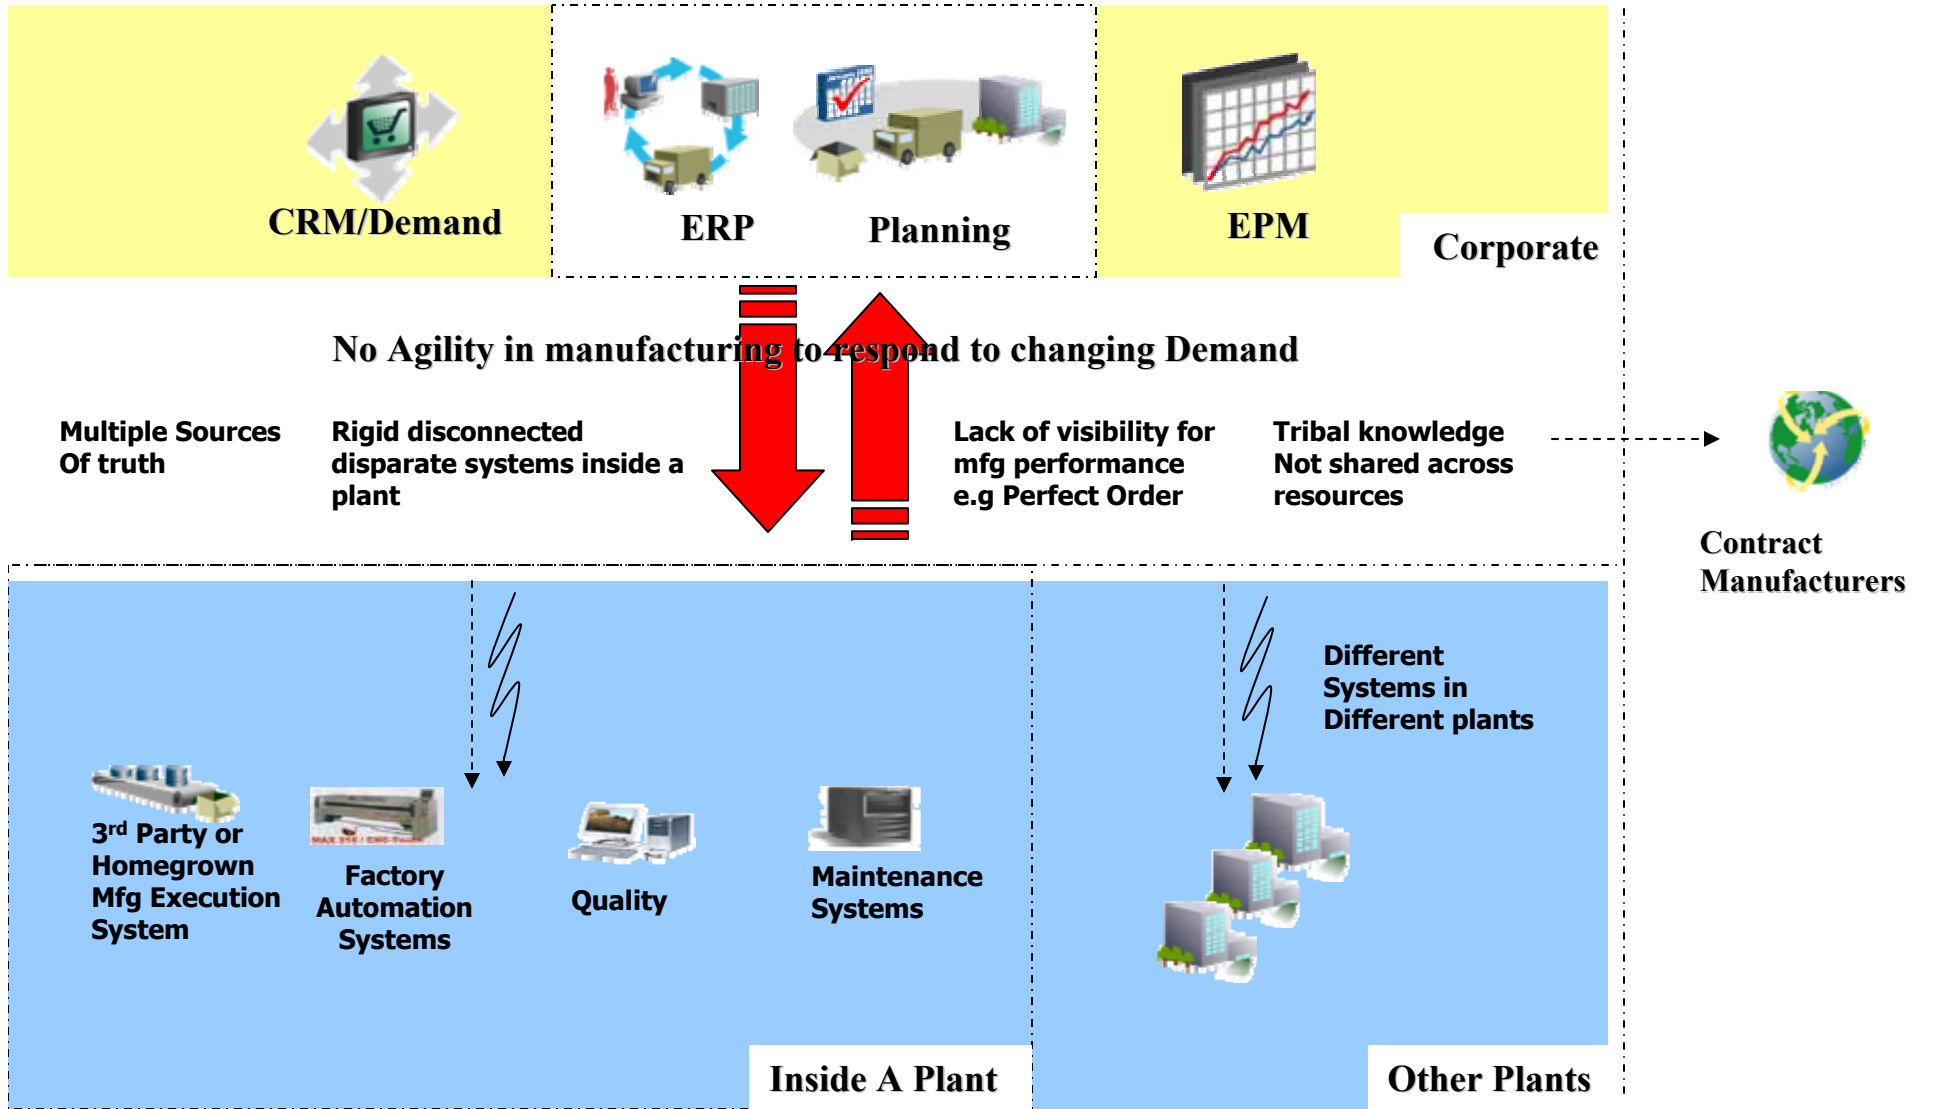 CRM/Demand
ERP
Planning
EPM
Corporate
No Agility in manufacturing to respond to changing Demand
Multiple Sources
Of truth
Rigid disconnected
disparate systems inside a
plant
Lack of visibility for
mfg performance
e.g Perfect Order
Tribal knowledge
Not shared across
resources
Contract
Manufacturers
Different
Systems in
Different plants
3rd Party or
Homegrown
Mfg Execution
System
Factory
Automation
Systems
Quality
Maintenance
Systems
Inside A Plant
Other Plants